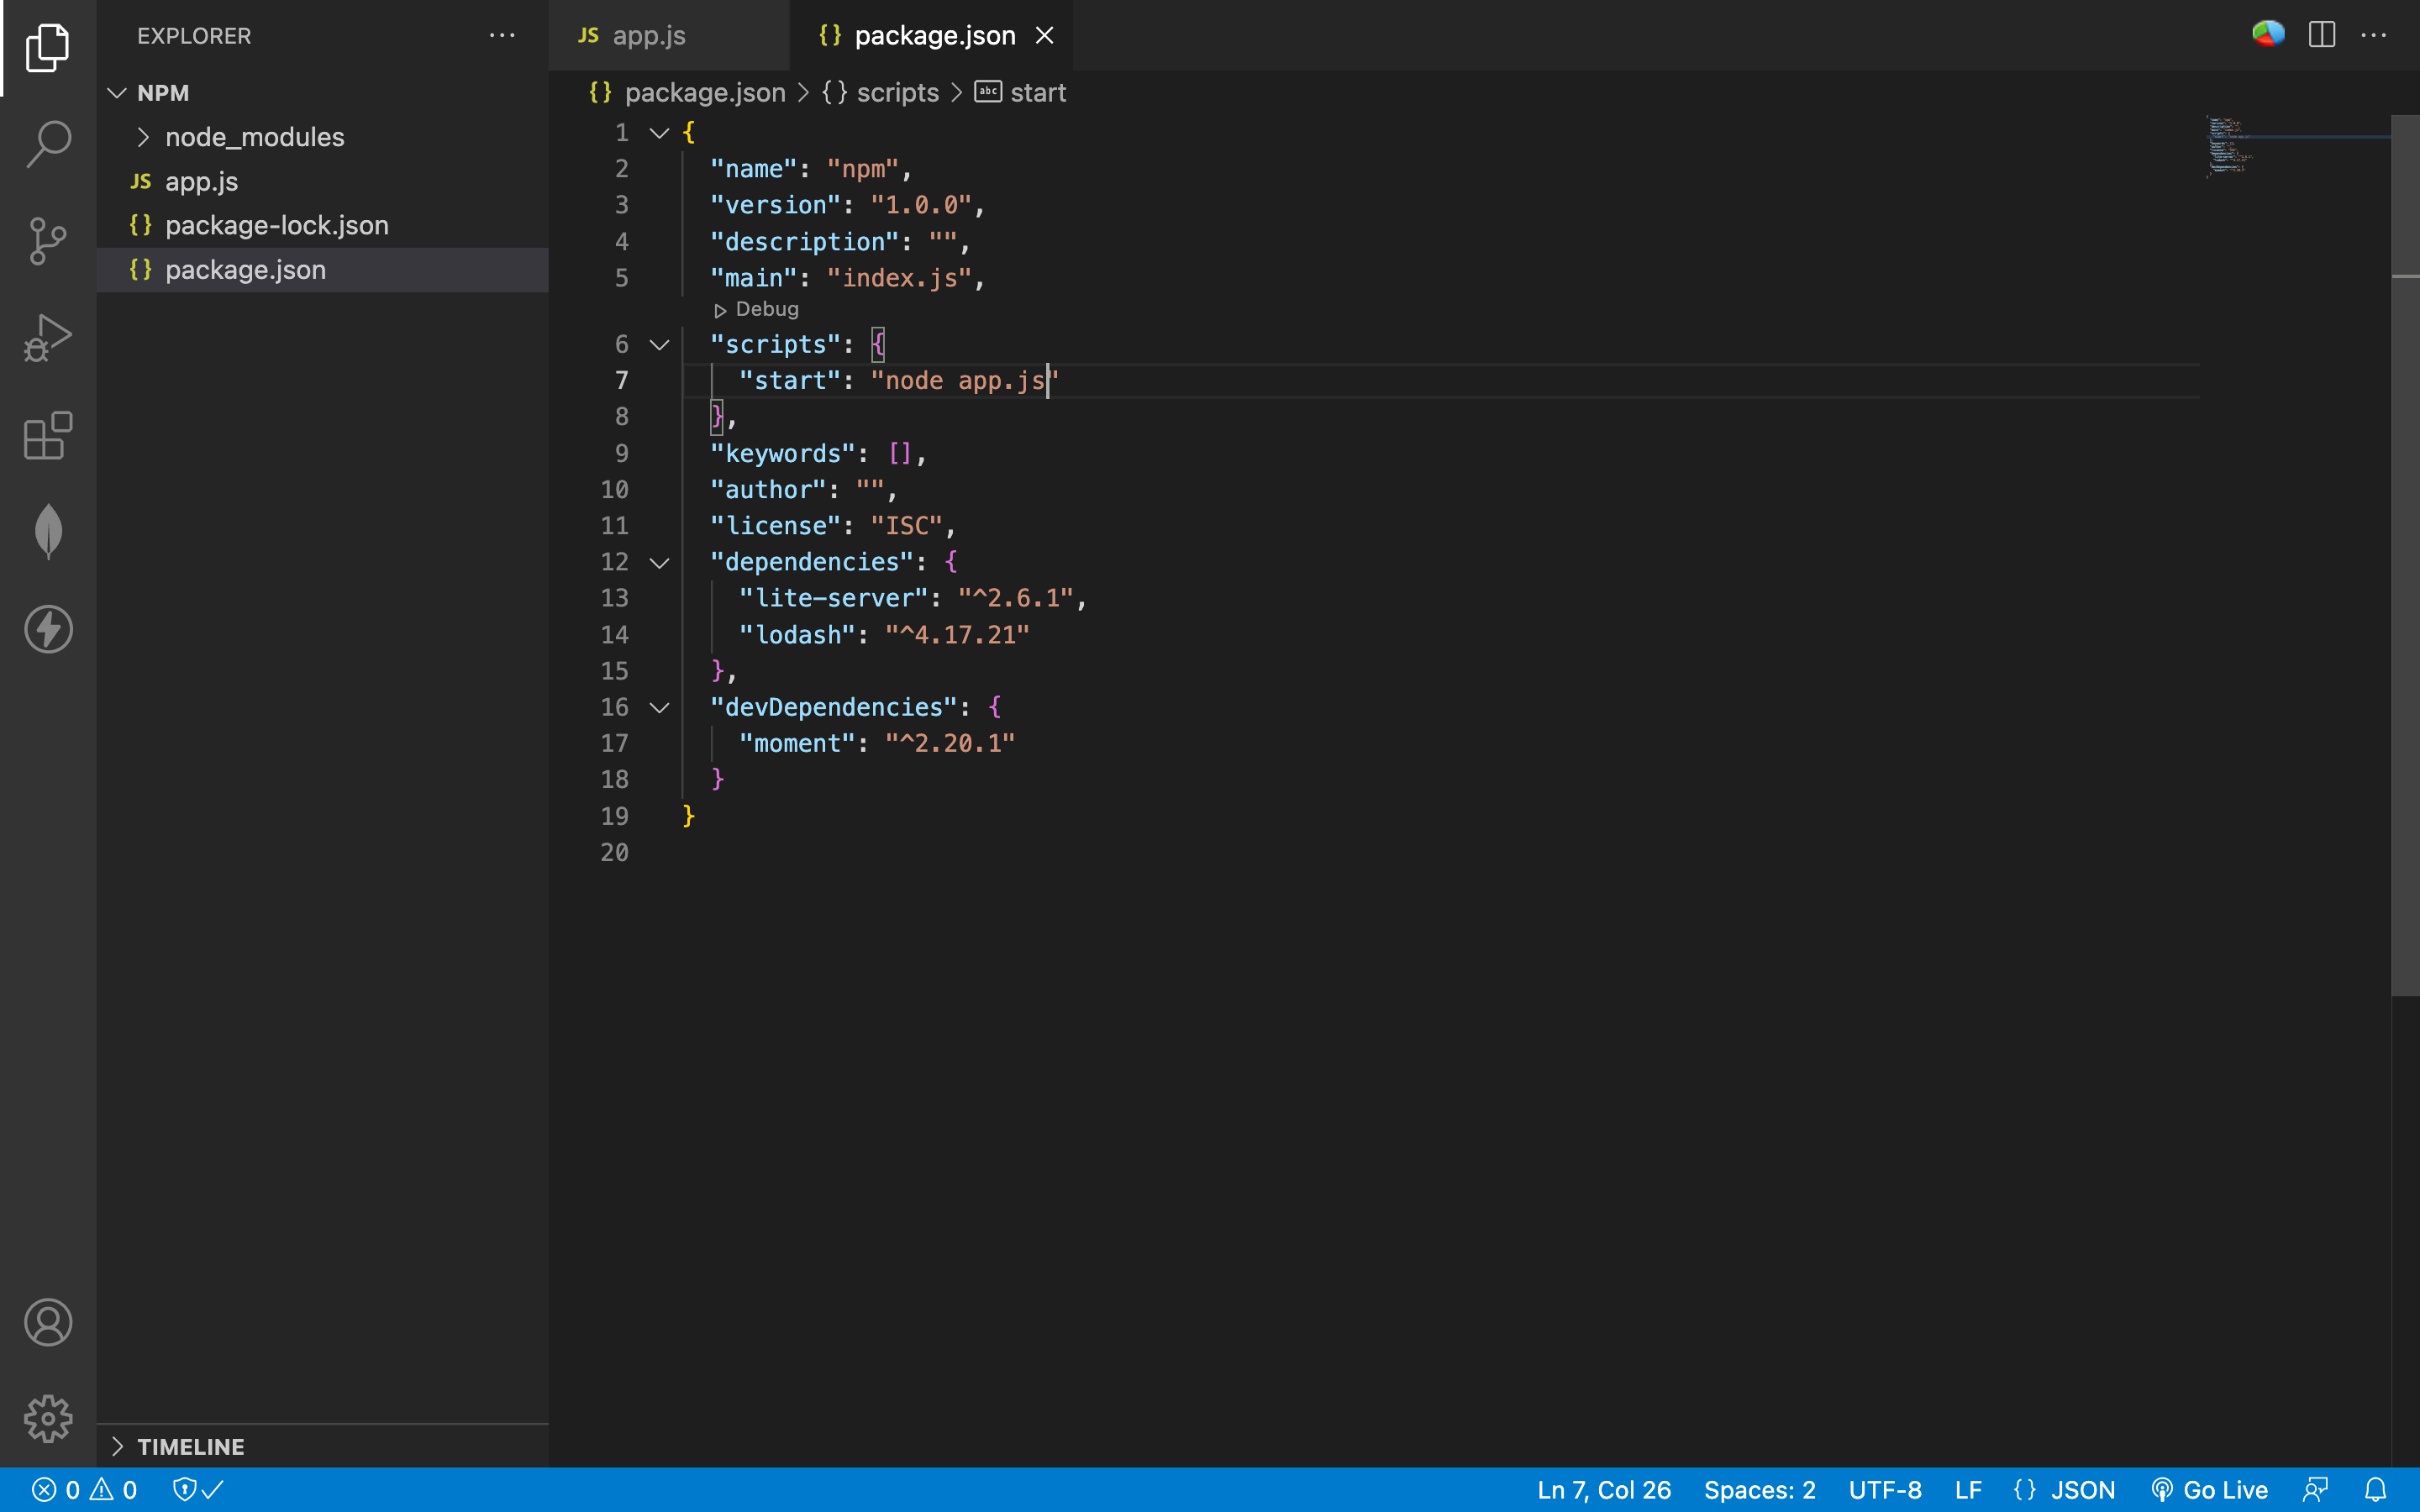 EXPLORER
NPM
node_modules
JS app.js
{} package-lock.json
{} package.json
TIMELINE
JS app.js
{} package.json
{} package.json > {} scripts > abc start
1 {
2 "name": "npm",
3 "version": "1.0.0",
4 "description": "",
5 "main": "index.js",
Debug
6 "scripts": {
7 "start": "node app.js"
8 },
9 "keywords": [],
10 "author": "",
11 "license": "ISC",
12 "dependencies": {
13 "lite-server": "^2.6.1",
14 "lodash": "^4.17.21"
15 },
16 "devDependencies": {
17 "moment": "^2.20.1"
18 }
19 }
20
0 0
Ln 7, Col 26 Spaces: 2 UTF-8 LF {} JSON Go Live